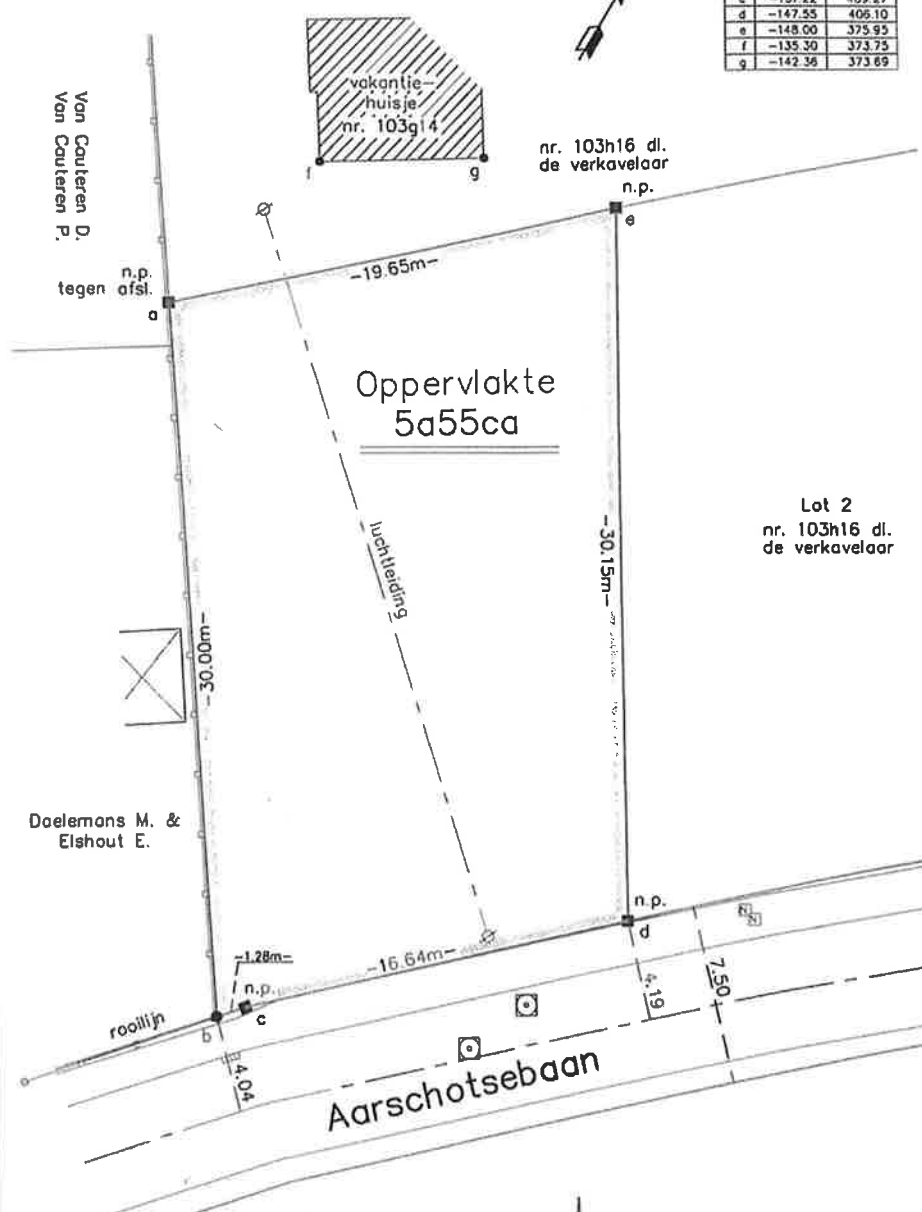 d -147.55 406.10
e -148.00 375.95
f -135.30 373.75
g -142.36 373.69
vakantie-
huisje
nr. 103g14
f
g
nr. 103h16 dl.
de verkavelaar
n.p.
e
Van Cauteren D.
Van Cauteren P.
n.p.
tegen afsl.
a
-19.65m-
Oppervlakte
5a55ca
luchtleiding
-30.15m-
Lot 2
nr. 103h16 dl.
de verkavelaar
-30.00m-
Daelemans M. &
Elshout E.
n.p.
d
-1.28m-
-16.64m-
n.p.
c
rooilijn
b
4.04
4.19
7.50
N
N
Aarschotsebaan